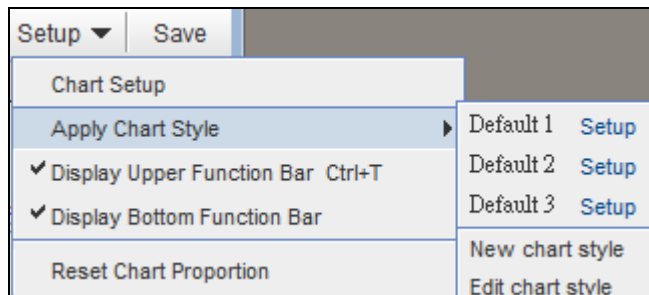 Setup Save
Chart Setup
Apply Chart Style
Display Upper Function Bar Ctrl+T
Display Bottom Function Bar
Reset Chart Proportion
Default 1 Setup
Default 2 Setup
Default 3 Setup
New chart style
Edit chart style